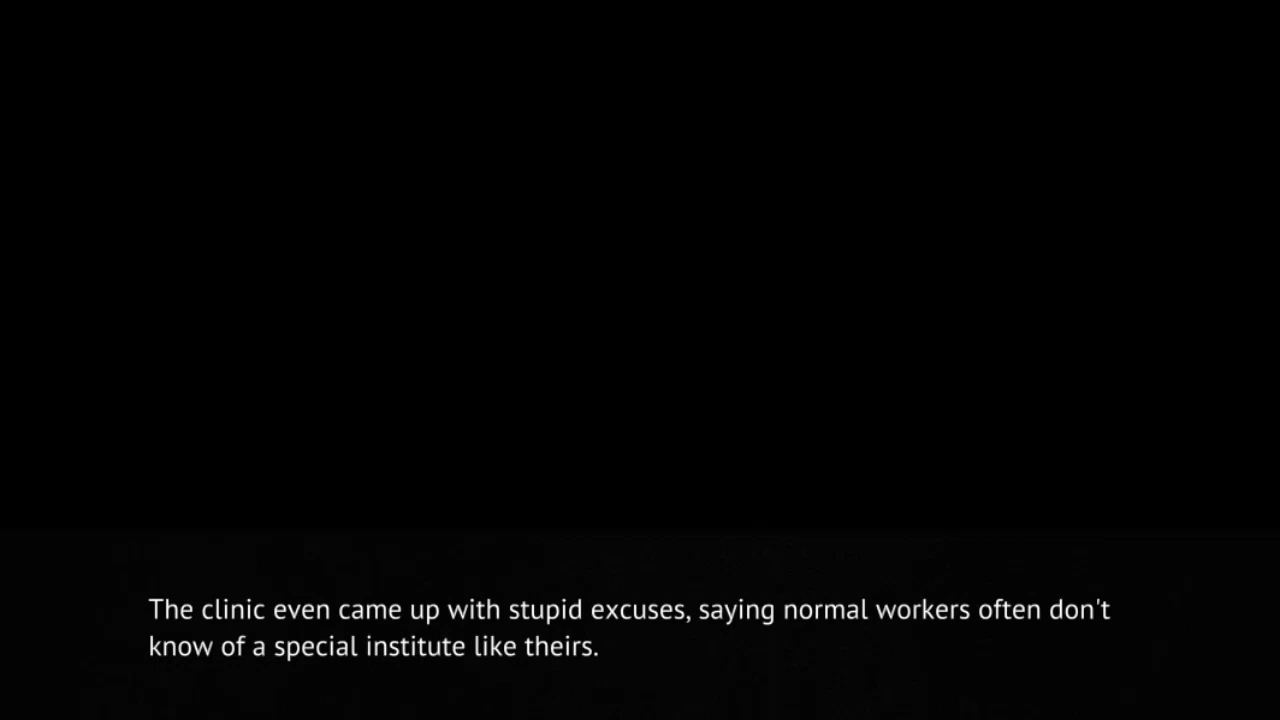 The clinic even came up with stupid excuses, saying normal workers often don't
know of a special institute like theirs.